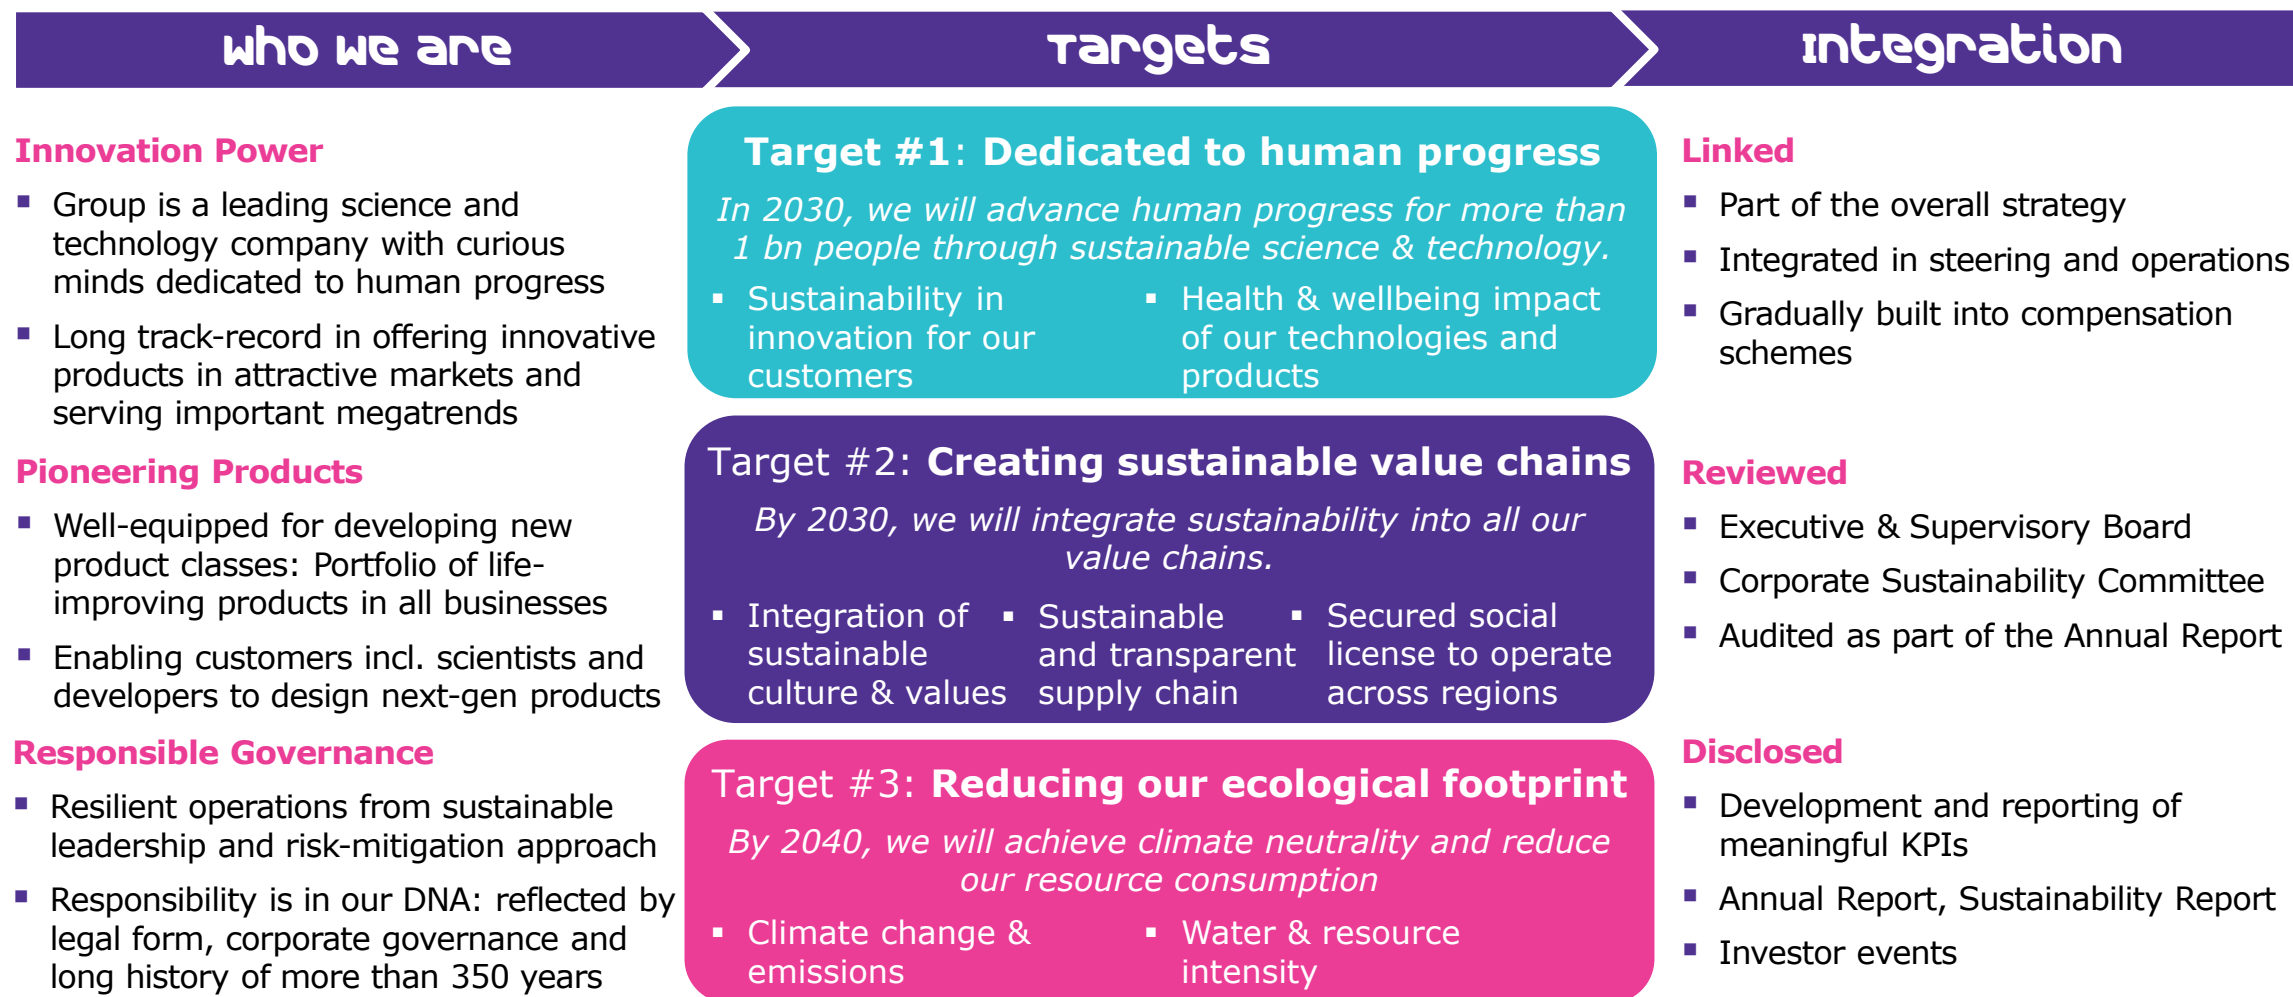 Who we are
Targets
Integration
Innovation Power
▪ Group is a leading science and
technology company with curious
minds dedicated to human progress
▪ Long track-record in offering innovative
products in attractive markets and
serving important megatrends
Pioneering Products
▪ Well-equipped for developing new
product classes: Portfolio of life-
improving products in all businesses
▪ Enabling customers incl. scientists and
developers to design next-gen products
Responsible Governance
▪ Resilient operations from sustainable
leadership and risk-mitigation approach
▪ Responsibility is in our DNA: reflected by
legal form, corporate governance and
long history of more than 350 years
Target #1: Dedicated to human progress
In 2030, we will advance human progress for more than
1 bn people through sustainable science & technology.
▪ Sustainability in
innovation for our
customers
▪ Health & wellbeing impact
of our technologies and
products
Target #2: Creating sustainable value chains
By 2030, we will integrate sustainability into all our
value chains.
▪ Integration of
sustainable
culture & values
▪ Sustainable
and transparent
supply chain
▪ Secured social
license to operate
across regions
Target #3: Reducing our ecological footprint
By 2040, we will achieve climate neutrality and reduce
our resource consumption
▪ Climate change &
emissions
▪ Water & resource
intensity
Linked
▪ Part of the overall strategy
▪ Integrated in steering and operations
▪ Gradually built into compensation
schemes
Reviewed
▪ Executive & Supervisory Board
▪ Corporate Sustainability Committee
▪ Audited as part of the Annual Report
Disclosed
▪ Development and reporting of
meaningful KPIs
▪ Annual Report, Sustainability Report
▪ Investor events